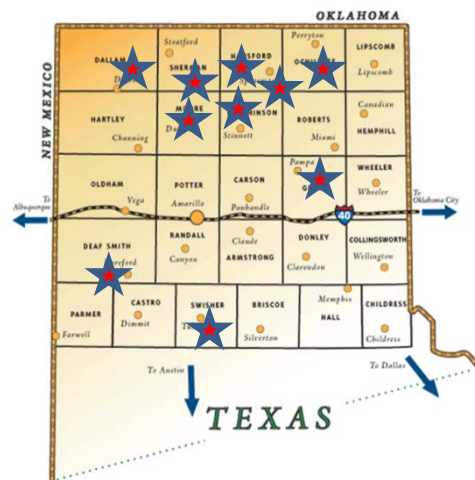 OKLAHOMA
NEW MEXICO
Stratford
Perryton
DALLAM
SHERMAN
LIPSCOMB
Lipscomb
HARTLEY
Channing
MOORE
Stinnett
ROBERTS
Miami
Canadian
HEMPHILL
Pampa
OLDHAM
Vega
POTTER
Amarillo
CARSON
Panhandle
WHEELER
Wheeler
To
Albuquerque
To
Oklahoma City
40
DEAF SMITH
RANDALL
Canyon
Claude
ARMSTRONG
DONLEY
Clarendon
COLLINGSWORTH
Wellington
PARMER
Farwell
CASTRO
Dimmit
SWISHER
BRISCOE
Silverton
Memphis
HALL
CHILDRESS
Childress
To Austin
To Dallas
TEXAS